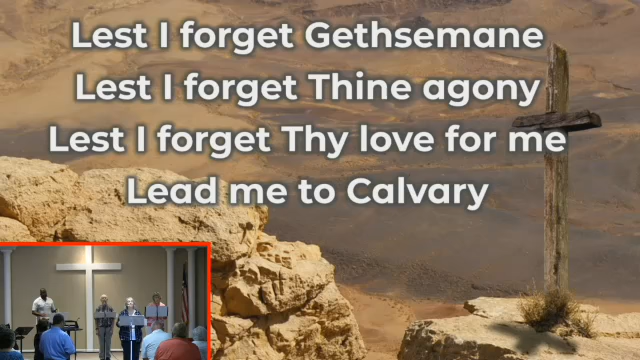 Lest I forget Gethsemane
Lest I forget Thine agony
Lest I forget Thy love for me
Lead me to Calvary